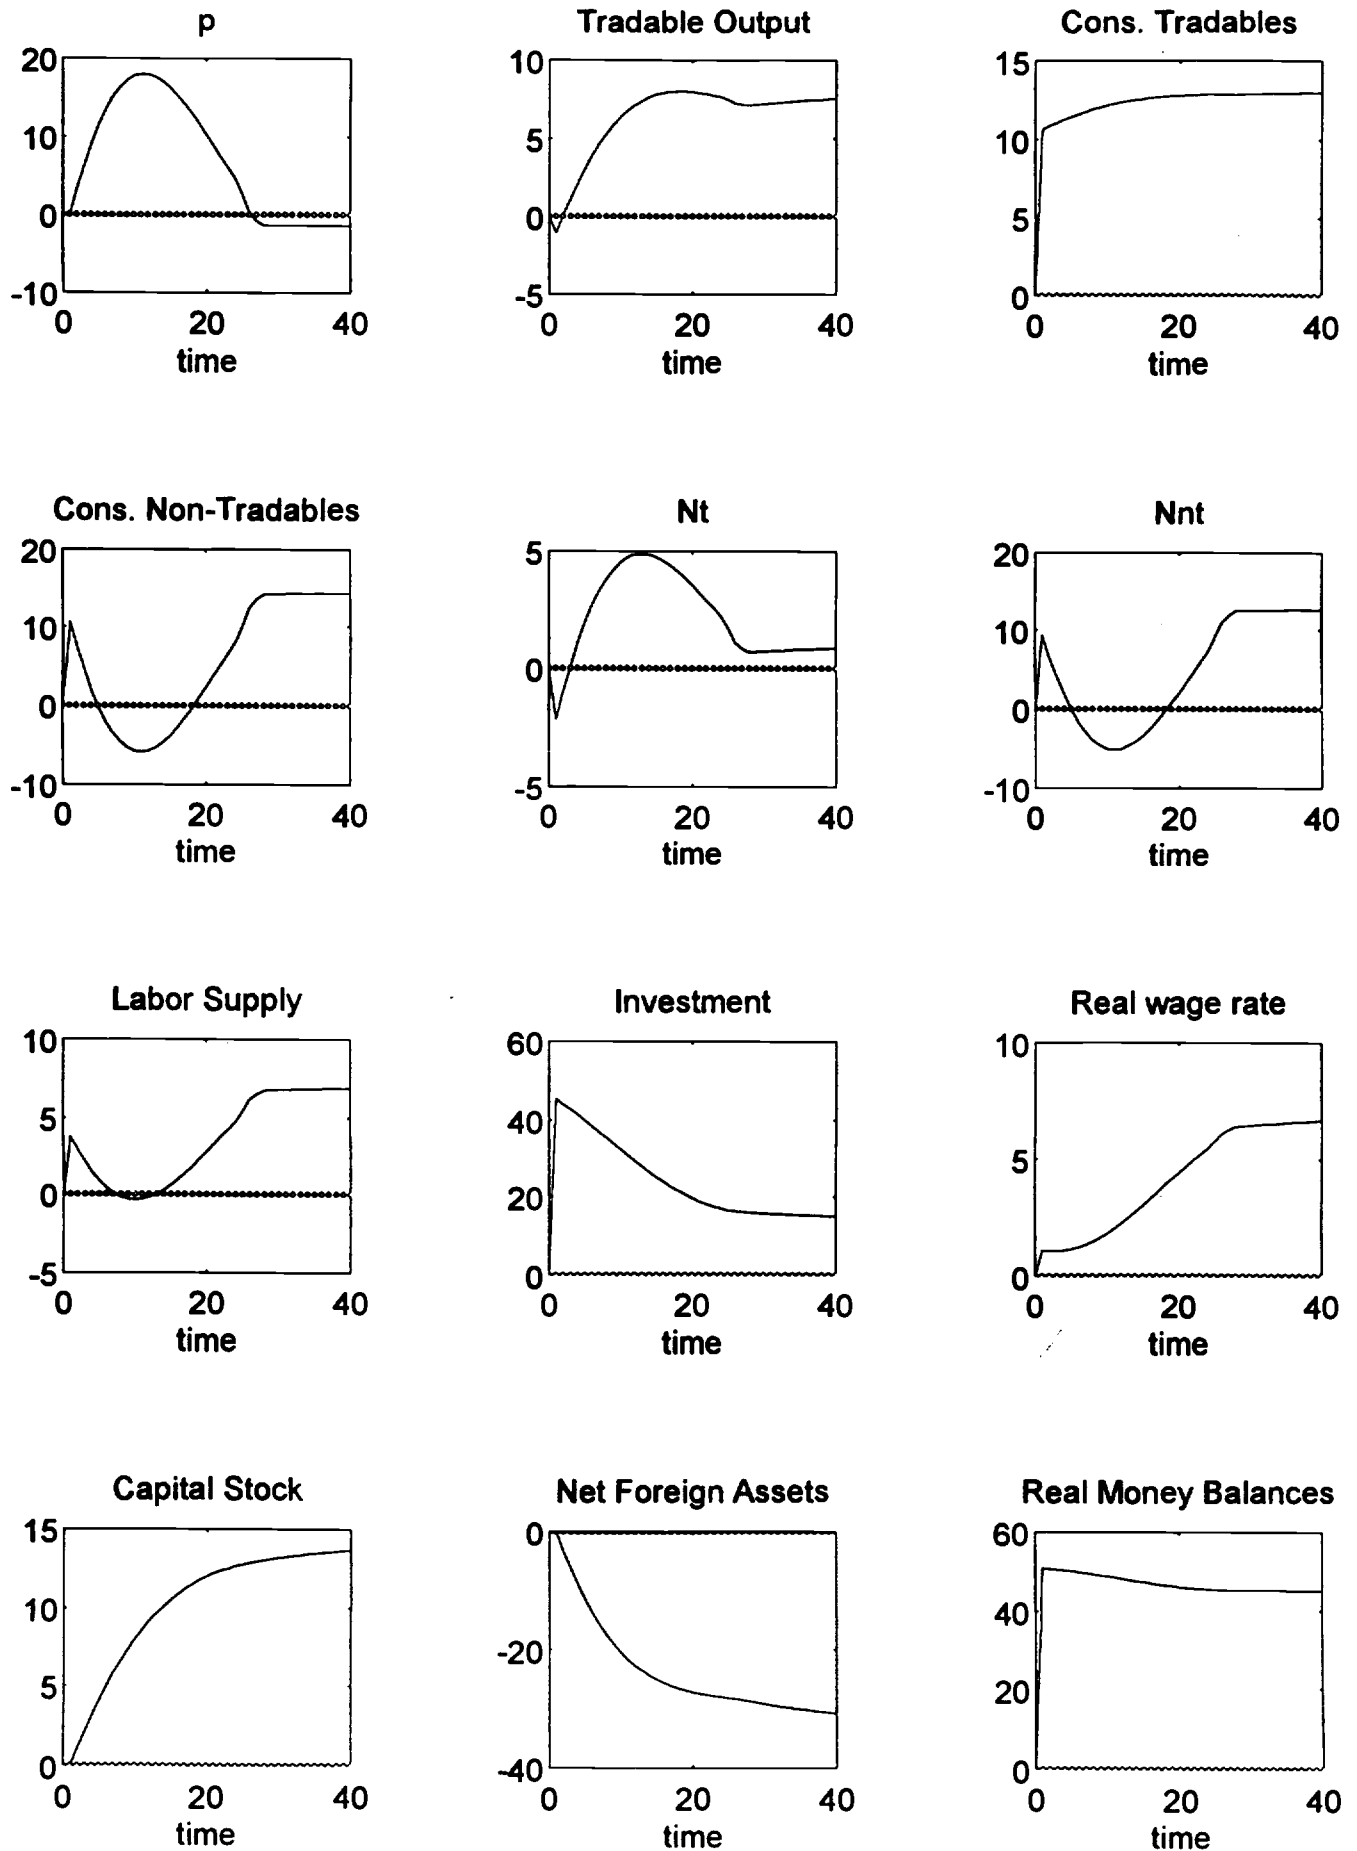 p Tradable Output Cons. Tradables
20 10 15
10 5 10
0 0 5
-10 -5 0
0 20 40 0 20 40 0 20 40
time time time
Cons. Non-Tradables Nt Nnt
20 5 20
10 0 10
0 0
-10 -5 -10
0 20 40 0 20 40 0 20 40
time time time
Labor Supply Investment Real wage rate
10 60 10
5 40 5
0 20
-5 0 0
0 20 40 0 20 40 0 20 40
time time time
Capital Stock Net Foreign Assets Real Money Balances
15 0 60
10 -20 40
5 20
0 -40 0
0 20 40 0 20 40 0 20 40
time time time